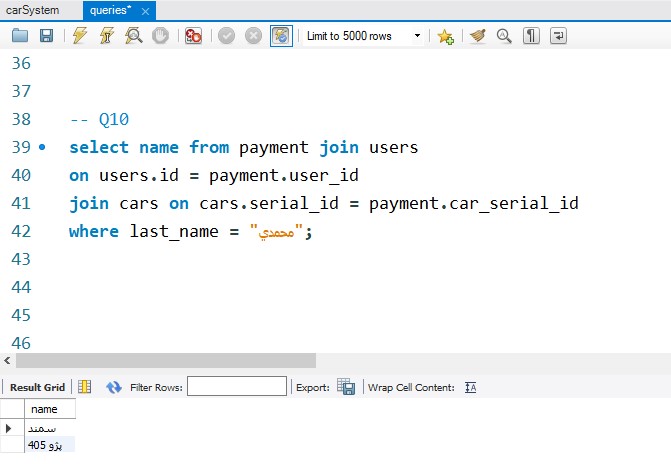 carSystem queries* ×
Limit to 5000 rows
36
37
38 -- Q10
39 select name from payment join users
40 on users.id = payment.user_id
41 join cars on cars.serial_id = payment.car_serial_id
42 where last_name = "محمدي";
43
44
45
46
Result Grid Filter Rows: Export: Wrap Cell Content:
name
سمند
پژو 405